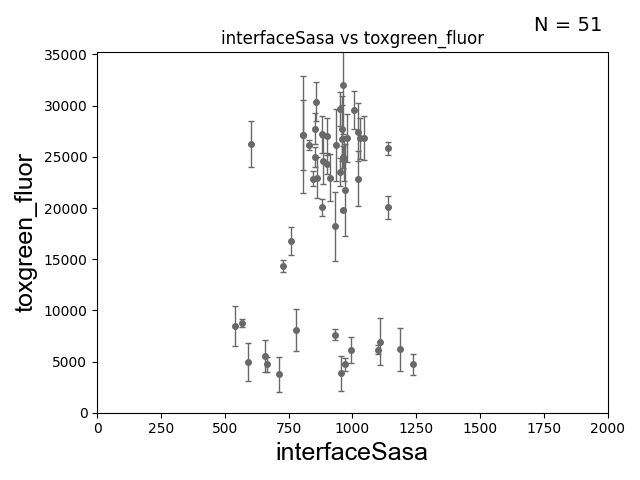 N = 51
interfaceSasa vs toxgreen_fluor
35000
30000
25000
20000
15000
10000
5000
0
toxgreen_fluor
0 250 500 750 1000 1250 1500 1750 2000
interfaceSasa